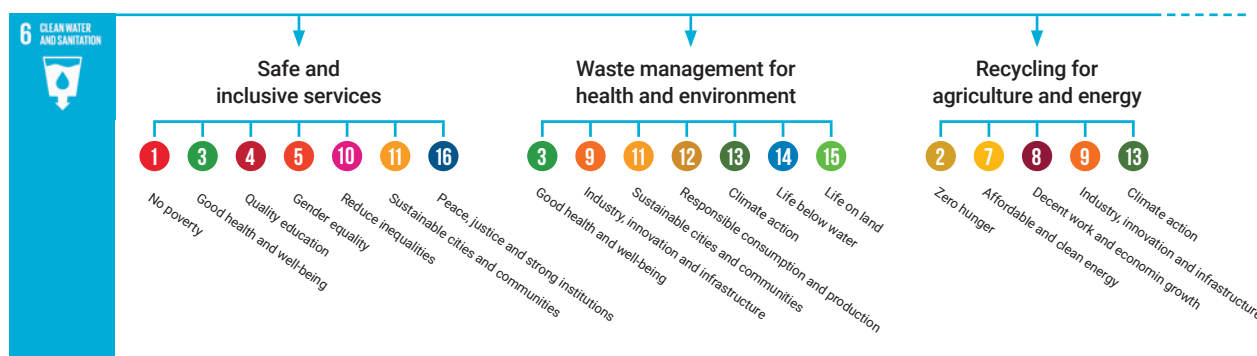 6 CLEAN WATER
AND SANITATION
Safe and
inclusive services
1
3
4
5
10
11
16
No poverty
Good health and well-being
Quality education
Gender equality
Reduce inequalities
Sustainable cities and communities
Peace, justice and strong institutions
Waste management for
health and environment
3
9
11
12
13
14
15
Good health and well-being
Industry, innovation and infrastructure
Sustainable cities and communities
Responsible consumption and production
Climate action
Life below water
Life on land
Recycling for
agriculture and energy
2
7
8
9
13
Zero hunger
Affordable and clean energy
Decent work and economin growth
Industry, innovation and infrastructure
Climate action